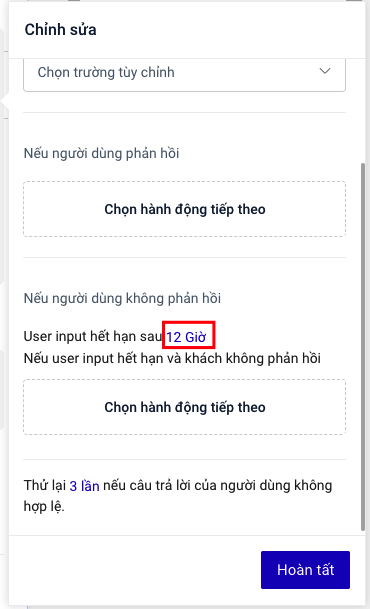 Chỉnh sửa
Chọn trường tùy chỉnh
Nếu người dùng phản hồi
Chọn hành động tiếp theo
Nếu người dùng không phản hồi
User input hết hạn sau 12 Giờ
Nếu user input hết hạn và khách không phản hồi
Chọn hành động tiếp theo
Thử lại 3 lần nếu câu trả lời của người dùng không
hợp lệ.
Hoàn tất